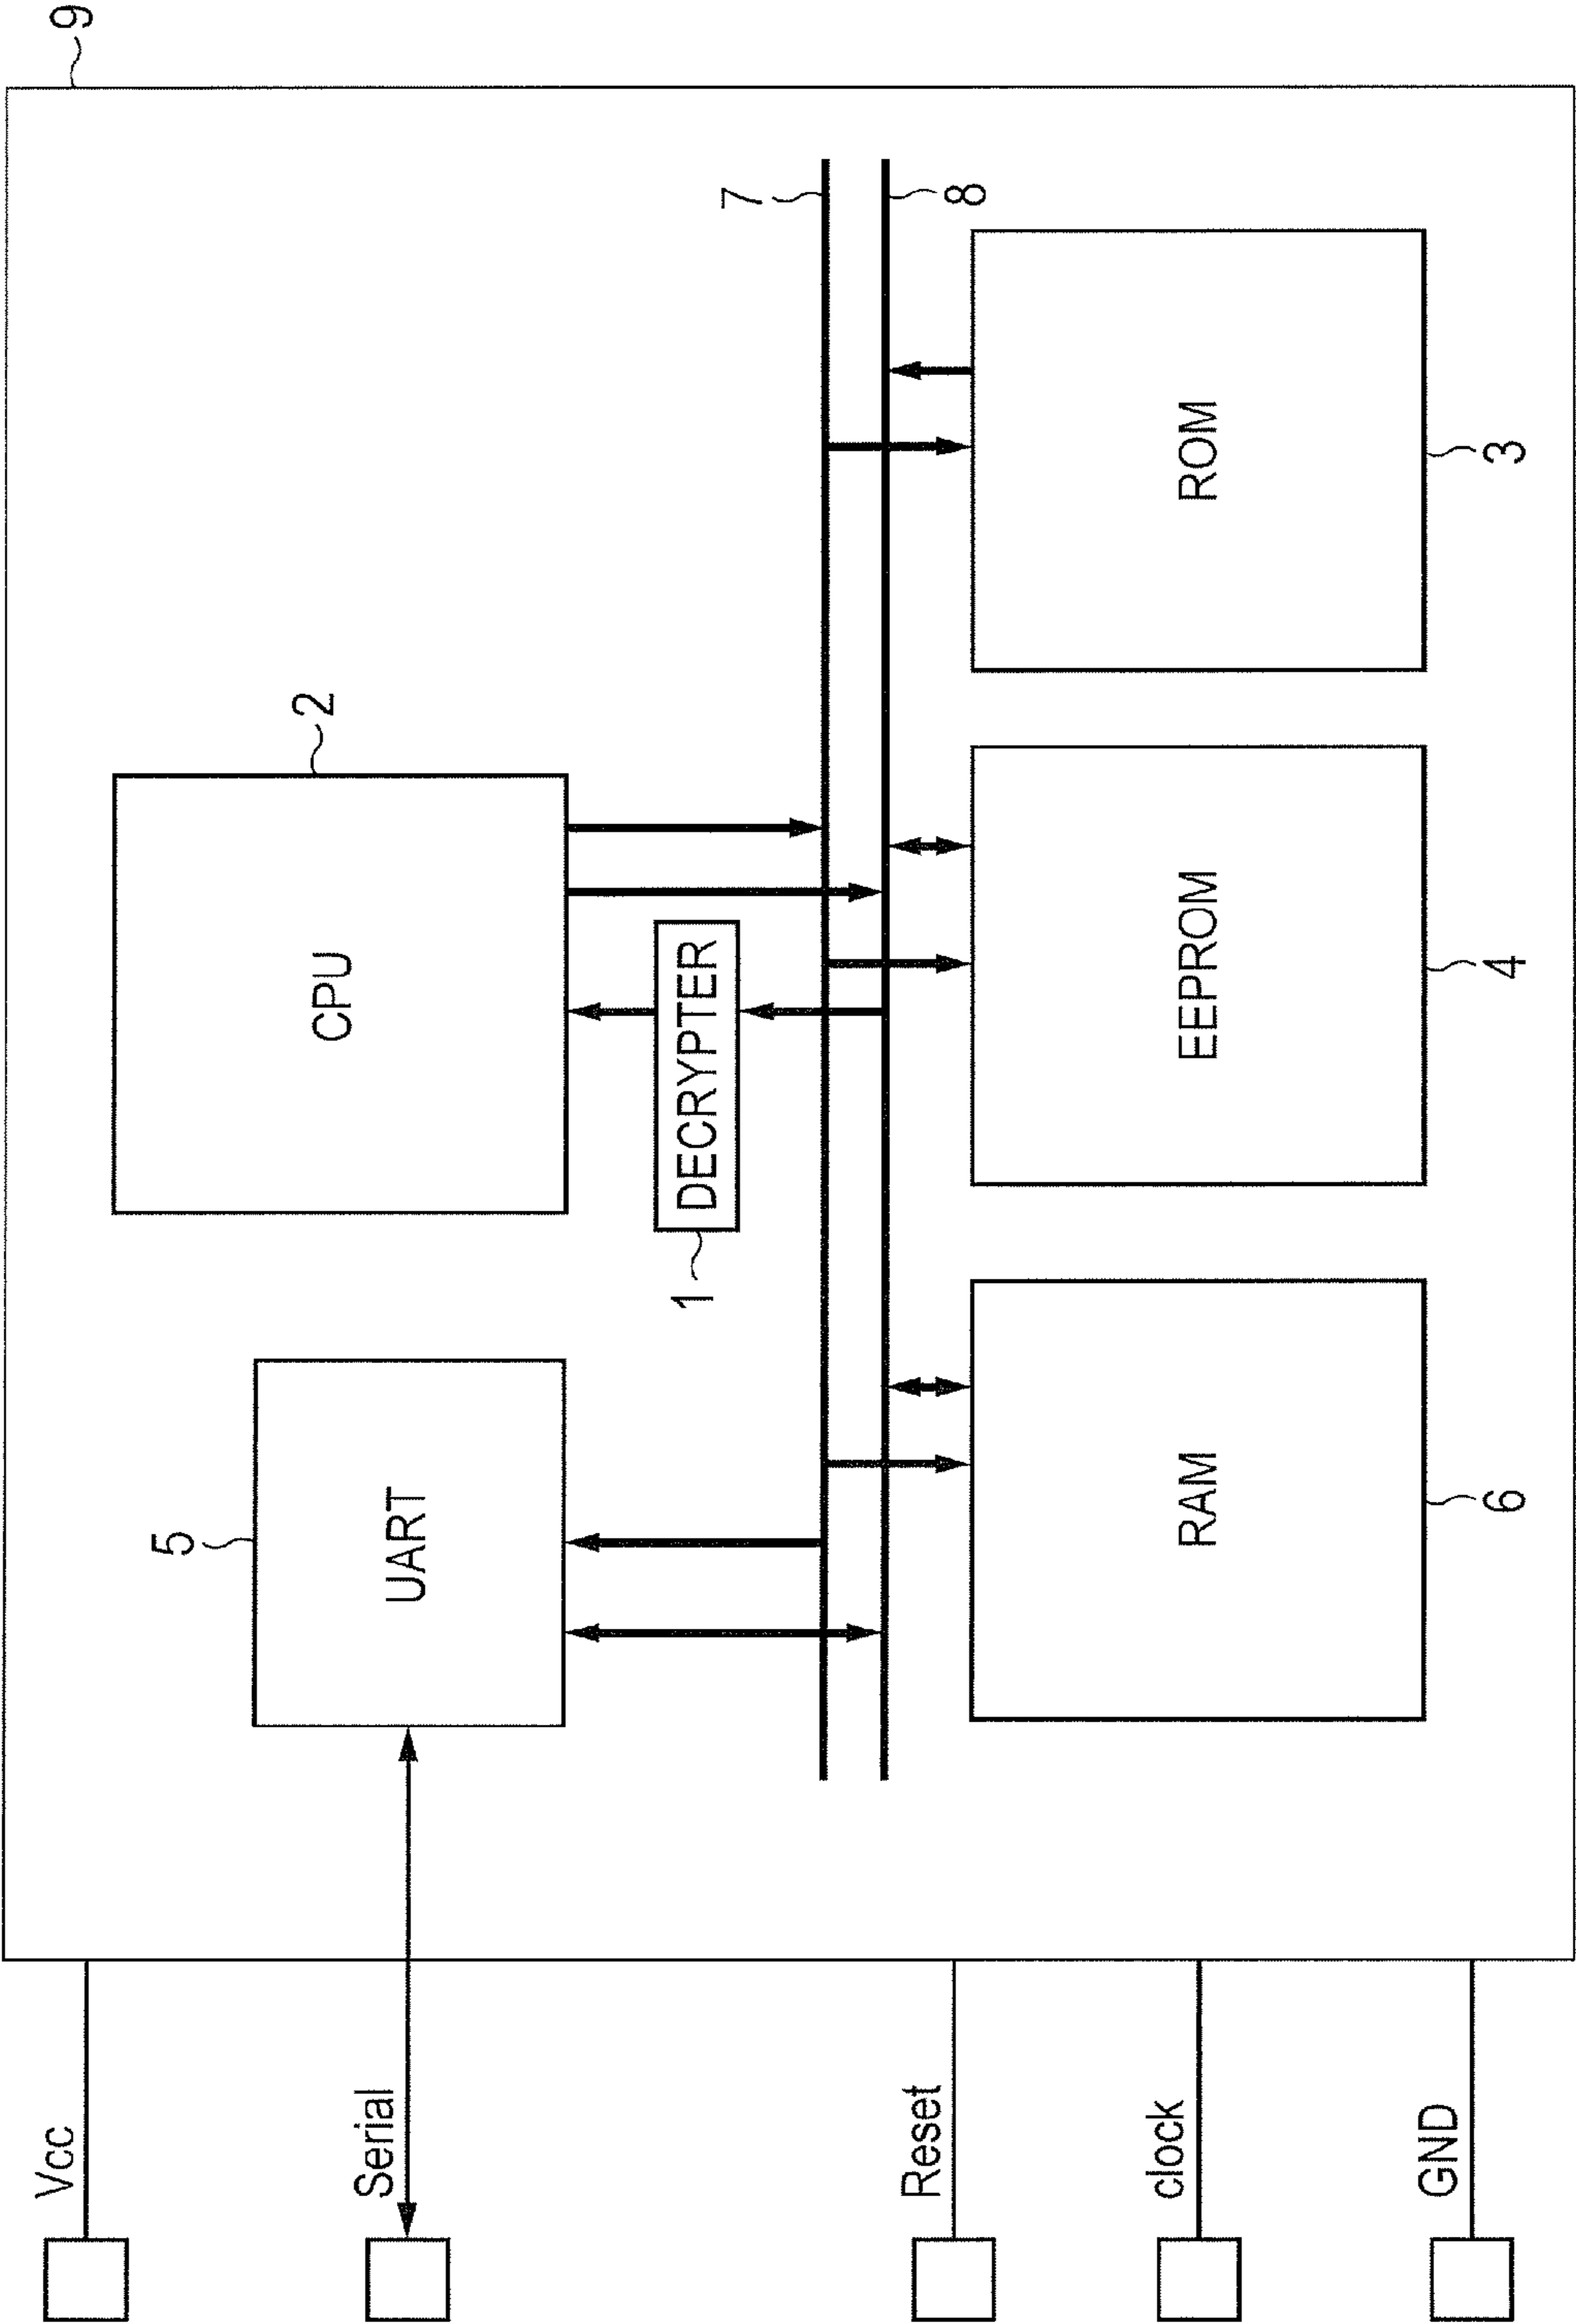 Vcc
9
5
2
CPU
Serial
UART
1
DECRYPTER
7
Reset
8
clock
RAM
EEPROM
ROM
GND
6
4
3